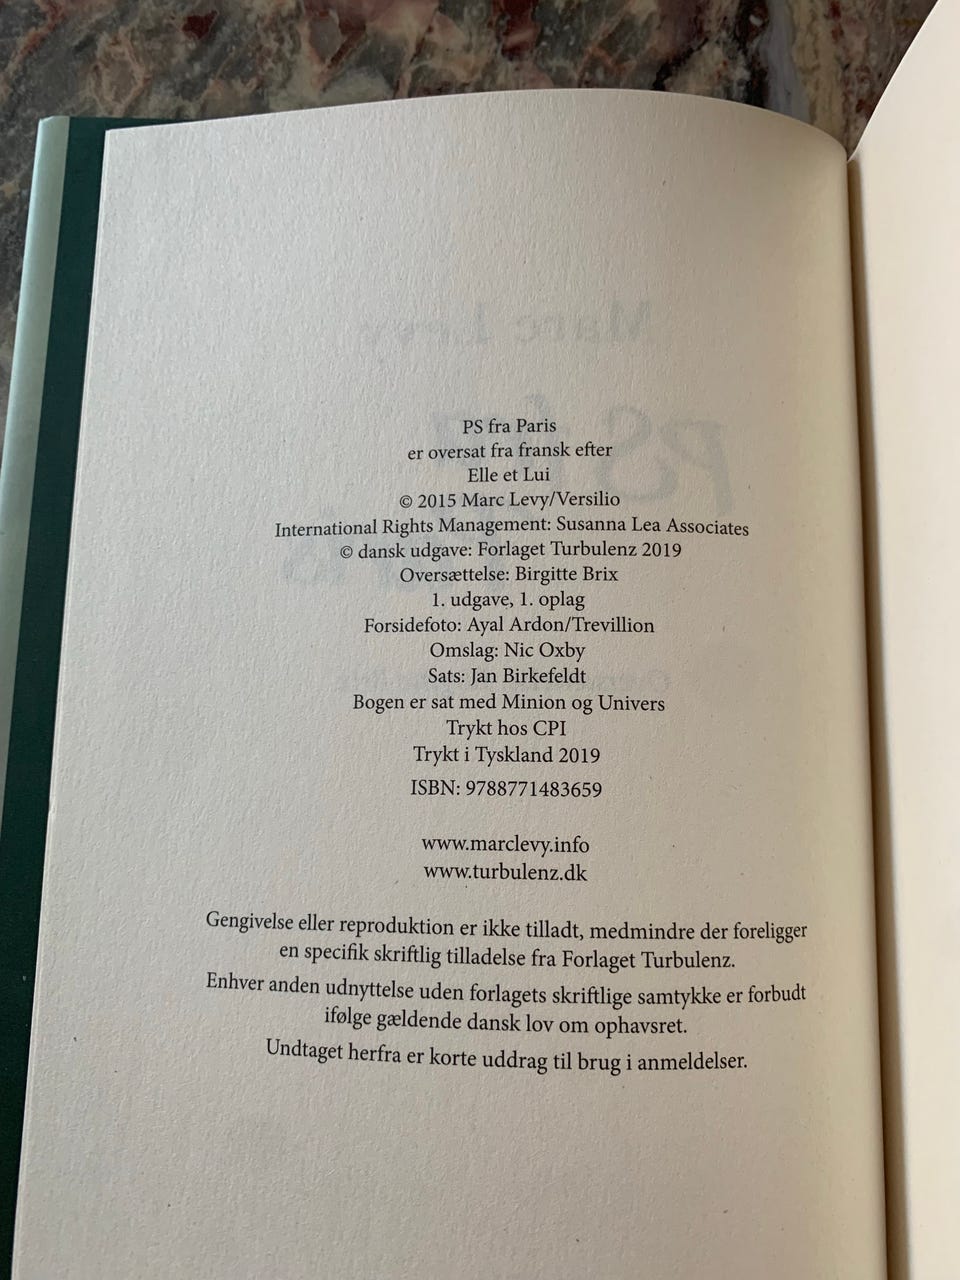 PS fra Paris
er oversat fra fransk efter
Elle et Lui
© 2015 Marc Levy/Versilio
International Rights Management: Susanna Lea Associates
© dansk udgave: Forlaget Turbulenz 2019
Oversættelse: Birgitte Brix
1. udgave, 1. oplag
Forsidefoto: Ayal Ardon/Trevillion
Omslag: Nic Oxby
Sats: Jan Birkefeldt
Bogen er sat med Minion og Univers
Trykt hos CPI
Trykt i Tyskland 2019
ISBN: 9788771483659
www.marclevy.info
www.turbulenz.dk
Gengivelse eller reproduktion er ikke tilladt, medmindre der foreligger
en specifik skriftlig tilladelse fra Forlaget Turbulenz.
Enhver anden udnyttelse uden forlagets skriftlige samtykke er forbudt
ifølge gældende dansk lov om ophavsret.
Undtaget herfra er korte uddrag til brug i anmeldelser.